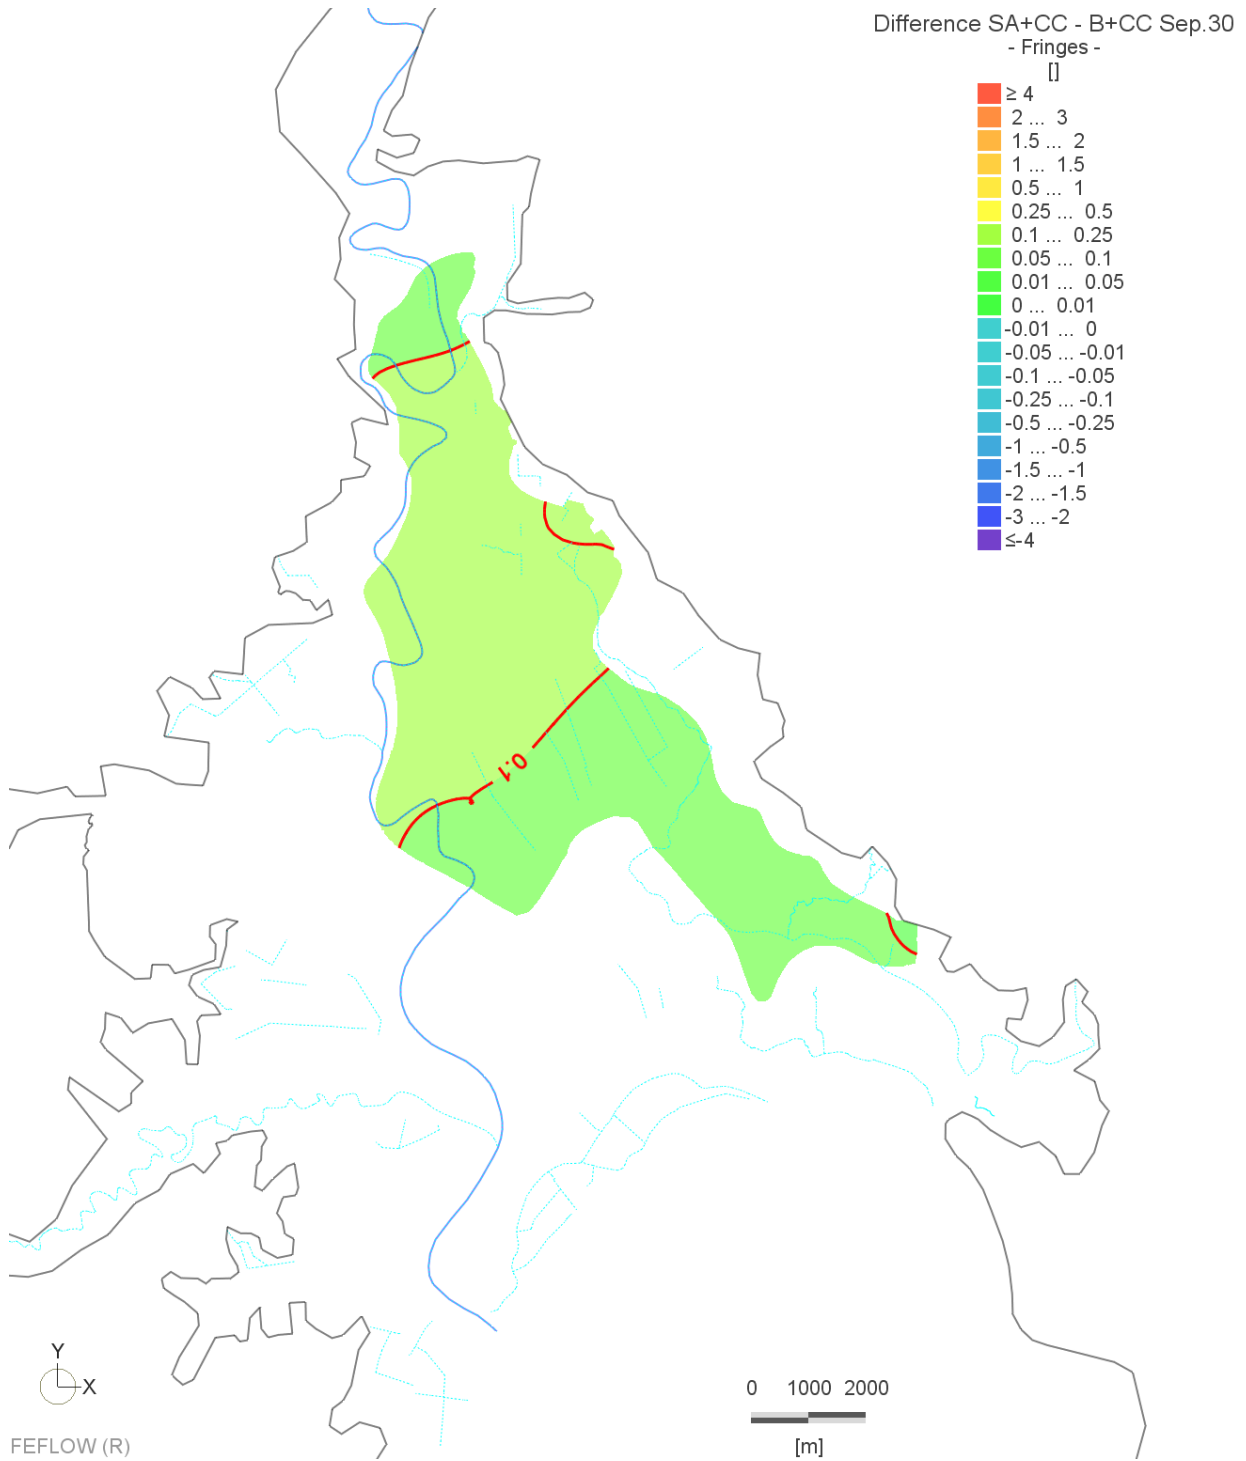 Difference SA+CC - B+CC Sep.30
- Fringes -
[]
≥ 4
2 ... 3
1.5 ... 2
1 ... 1.5
0.5 ... 1
0.25 ... 0.5
0.1 ... 0.25
0.05 ... 0.1
0.01 ... 0.05
0 ... 0.01
-0.01 ... 0
-0.05 ... -0.01
-0.1 ... -0.05
-0.25 ... -0.1
-0.5 ... -0.25
-1 ... -0.5
-1.5 ... -1
-2 ... -1.5
-3 ... -2
≤-4
0.1
Y
X
0 1000 2000
[m]
FEFLOW (R)